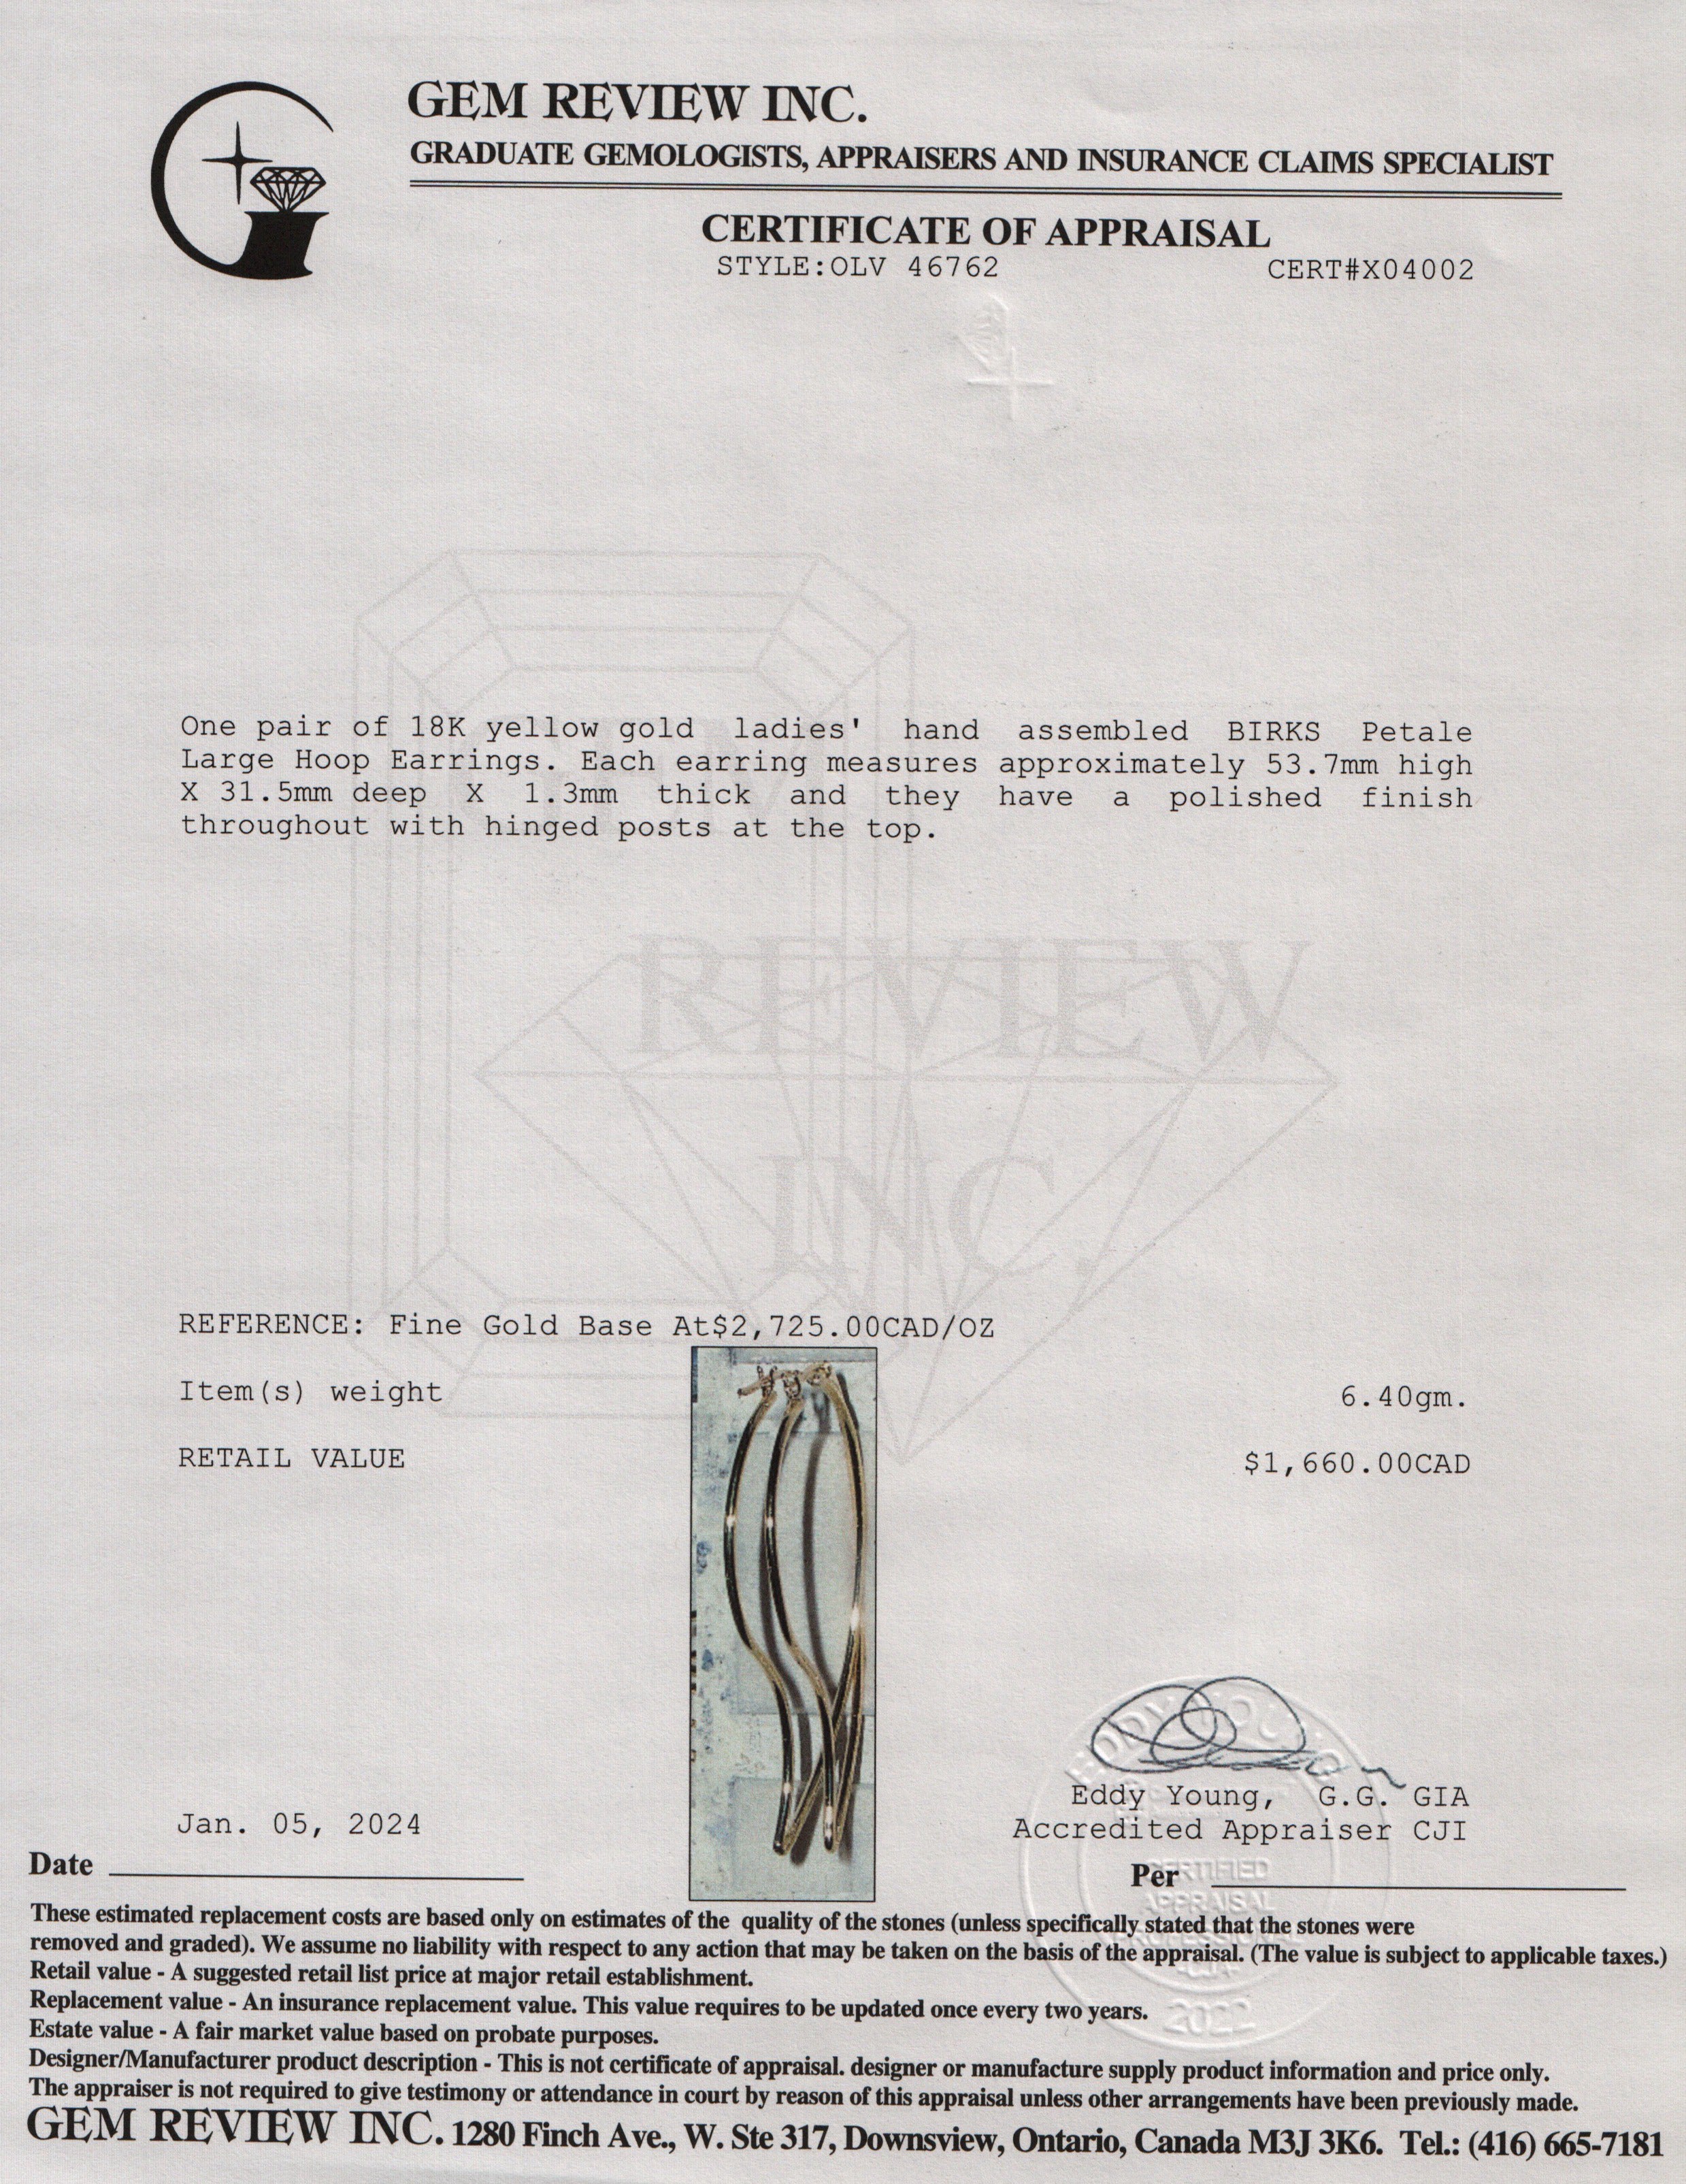 GEM REVIEW INC.
GRADUATE GEMOLOGISTS, APPRAISERS AND INSURANCE CLAIMS SPECIALIST
CERTIFICATE OF APPRAISAL
STYLE:OLV 46762 CERT#X04002
One pair of 18K yellow gold ladies' hand assembled BIRKS Petale
Large Hoop Earrings. Each earring measures approximately 53.7mm high
X 31.5mm deep X 1.3mm thick and they have a polished finish
throughout with hinged posts at the top.
REVIEW
INC.
REFERENCE: Fine Gold Base At$2,725.00CAD/OZ
Item(s) weight 6.40gm.
RETAIL VALUE $1,660.00CAD
Eddy Young, G.G. GIA
Accredited Appraiser CJI
Jan. 05, 2024
Date
Per
CERTIFIED
APPRAISAL
2022
These estimated replacement costs are based only on estimates of the quality of the stones (unless specifically stated that the stones were
removed and graded). We assume no liability with respect to any action that may be taken on the basis of the appraisal. (The value is subject to applicable taxes.)
Retail value - A suggested retail list price at major retail establishment.
Replacement value - An insurance replacement value. This value requires to be updated once every two years.
Estate value - A fair market value based on probate purposes.
Designer/Manufacturer product description - This is not certificate of appraisal. designer or manufacture supply product information and price only.
The appraiser is not required to give testimony or attendance in court by reason of this appraisal unless other arrangements have been previously made.
GEM REVIEW INC. 1280 Finch Ave., W. Ste 317, Downsview, Ontario, Canada M3J 3K6. Tel.: (416) 665-7181